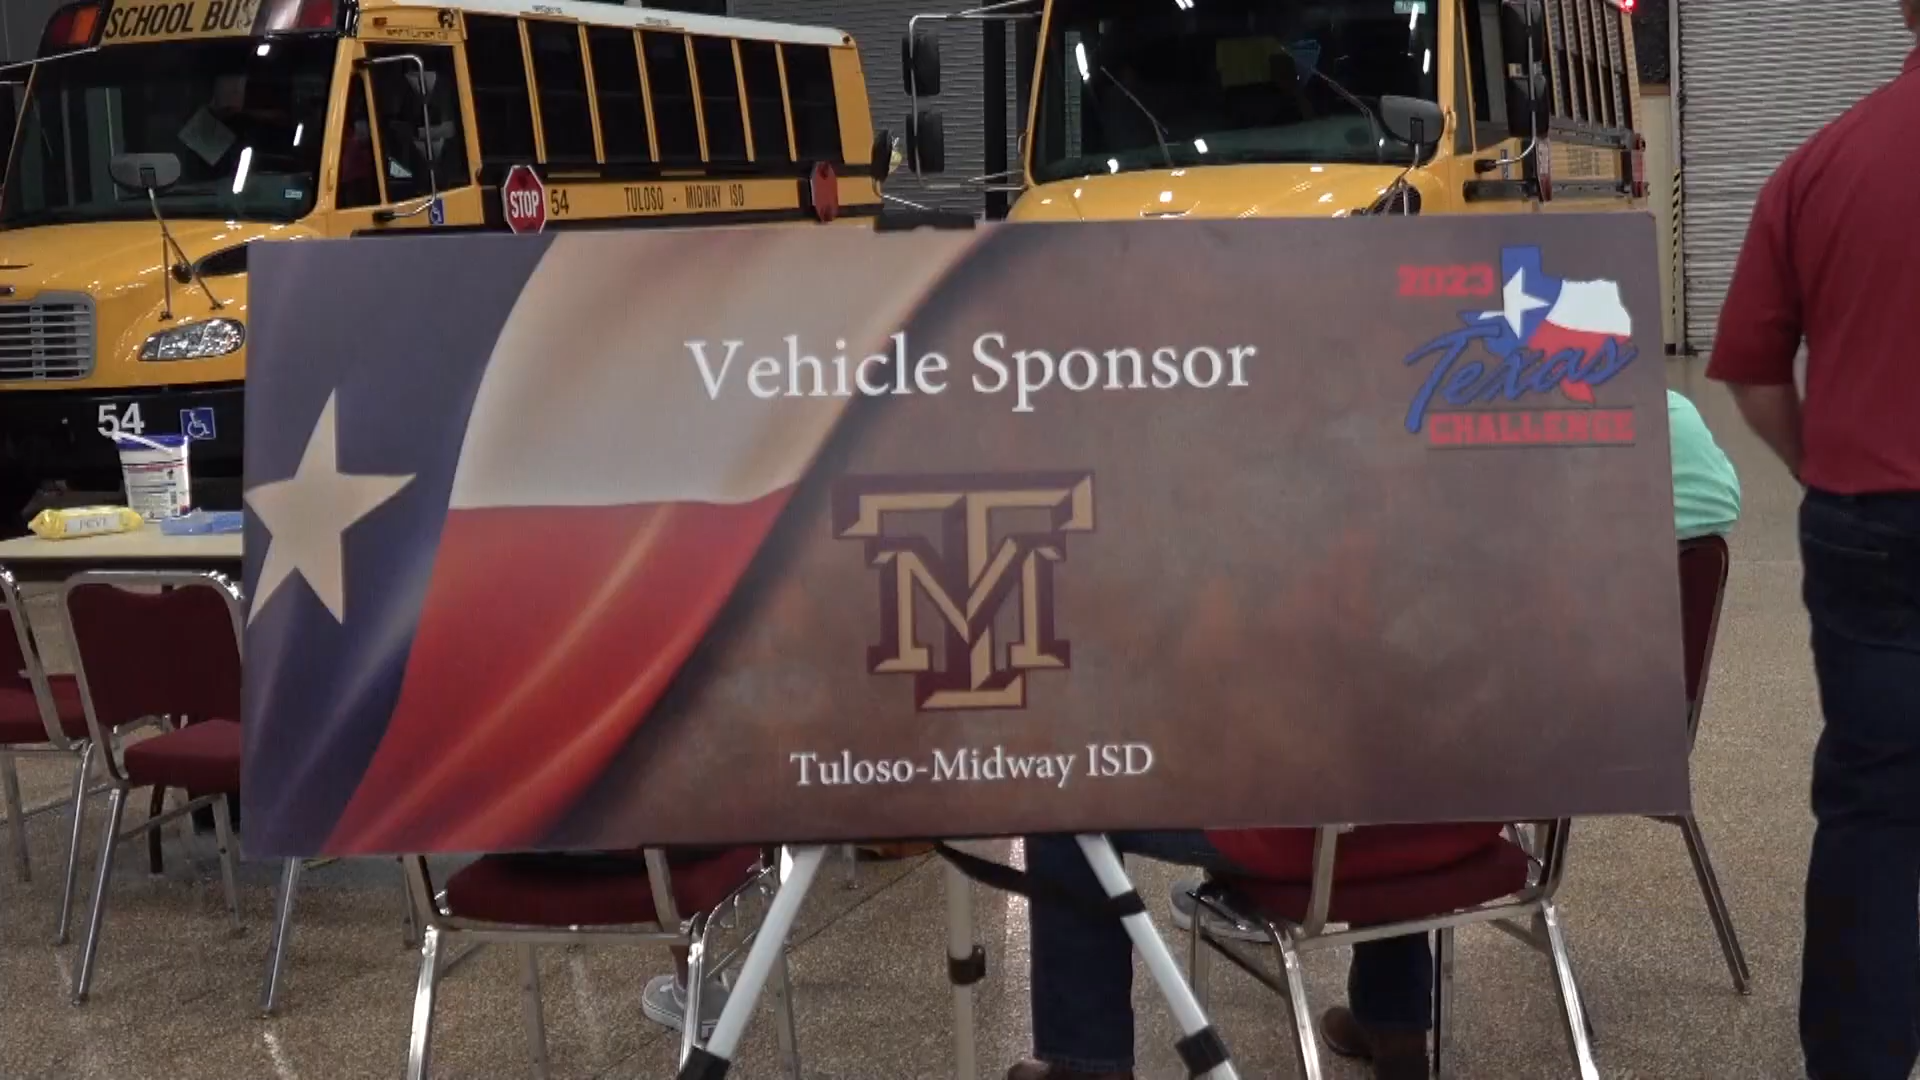 SCHOOL BUS
STOP
54
TULOSO - MIDWAY ISD
54
Vehicle Sponsor
2023
Texas
CHALLENGE
TM
Tuloso-Midway ISD